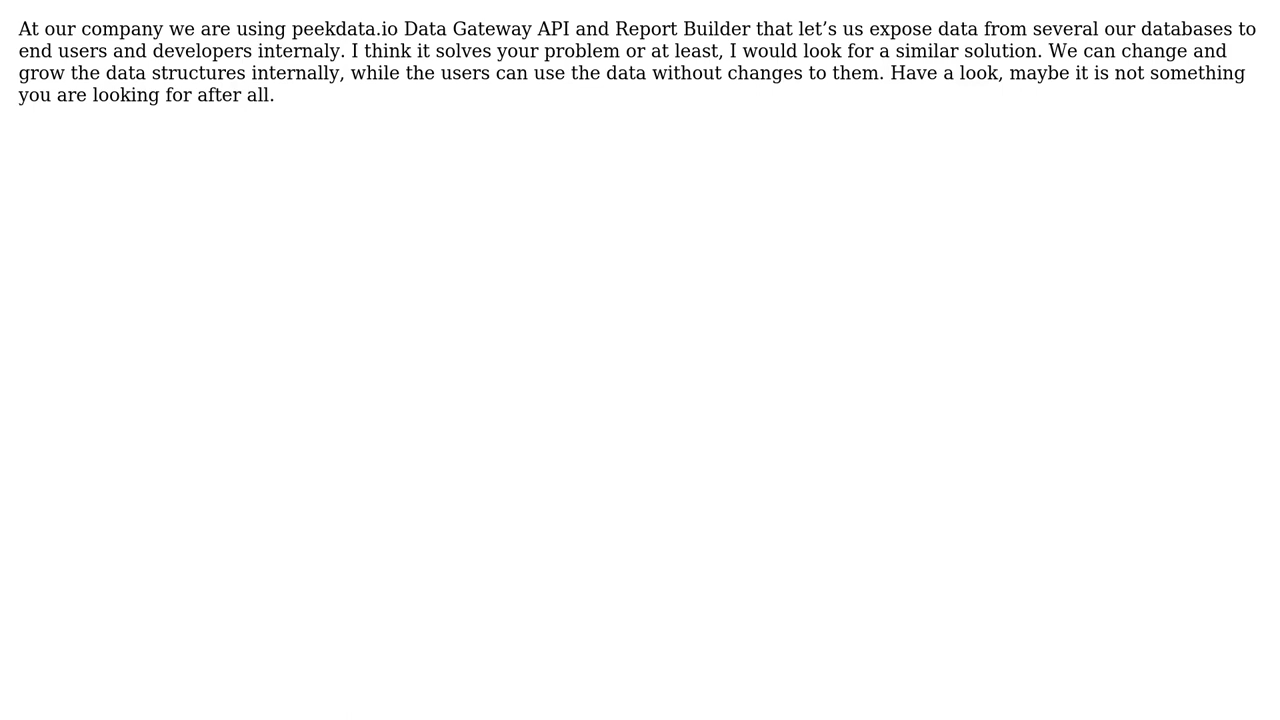 At our company we are using peekdata.io Data Gateway API and Report Builder that let’s us expose data from several our databases to
end users and developers internaly. I think it solves your problem or at least, I would look for a similar solution. We can change and
grow the data structures internally, while the users can use the data without changes to them. Have a look, maybe it is not something
you are looking for after all.